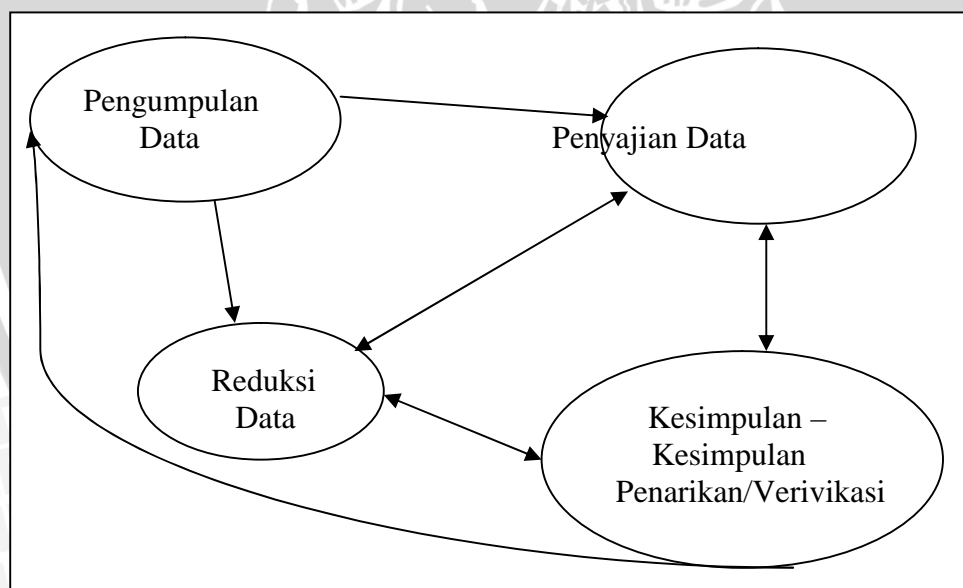 Pengumpulan
Data
Penyajian Data
Reduksi
Data
Kesimpulan –
Kesimpulan
Penarikan/Verivikasi